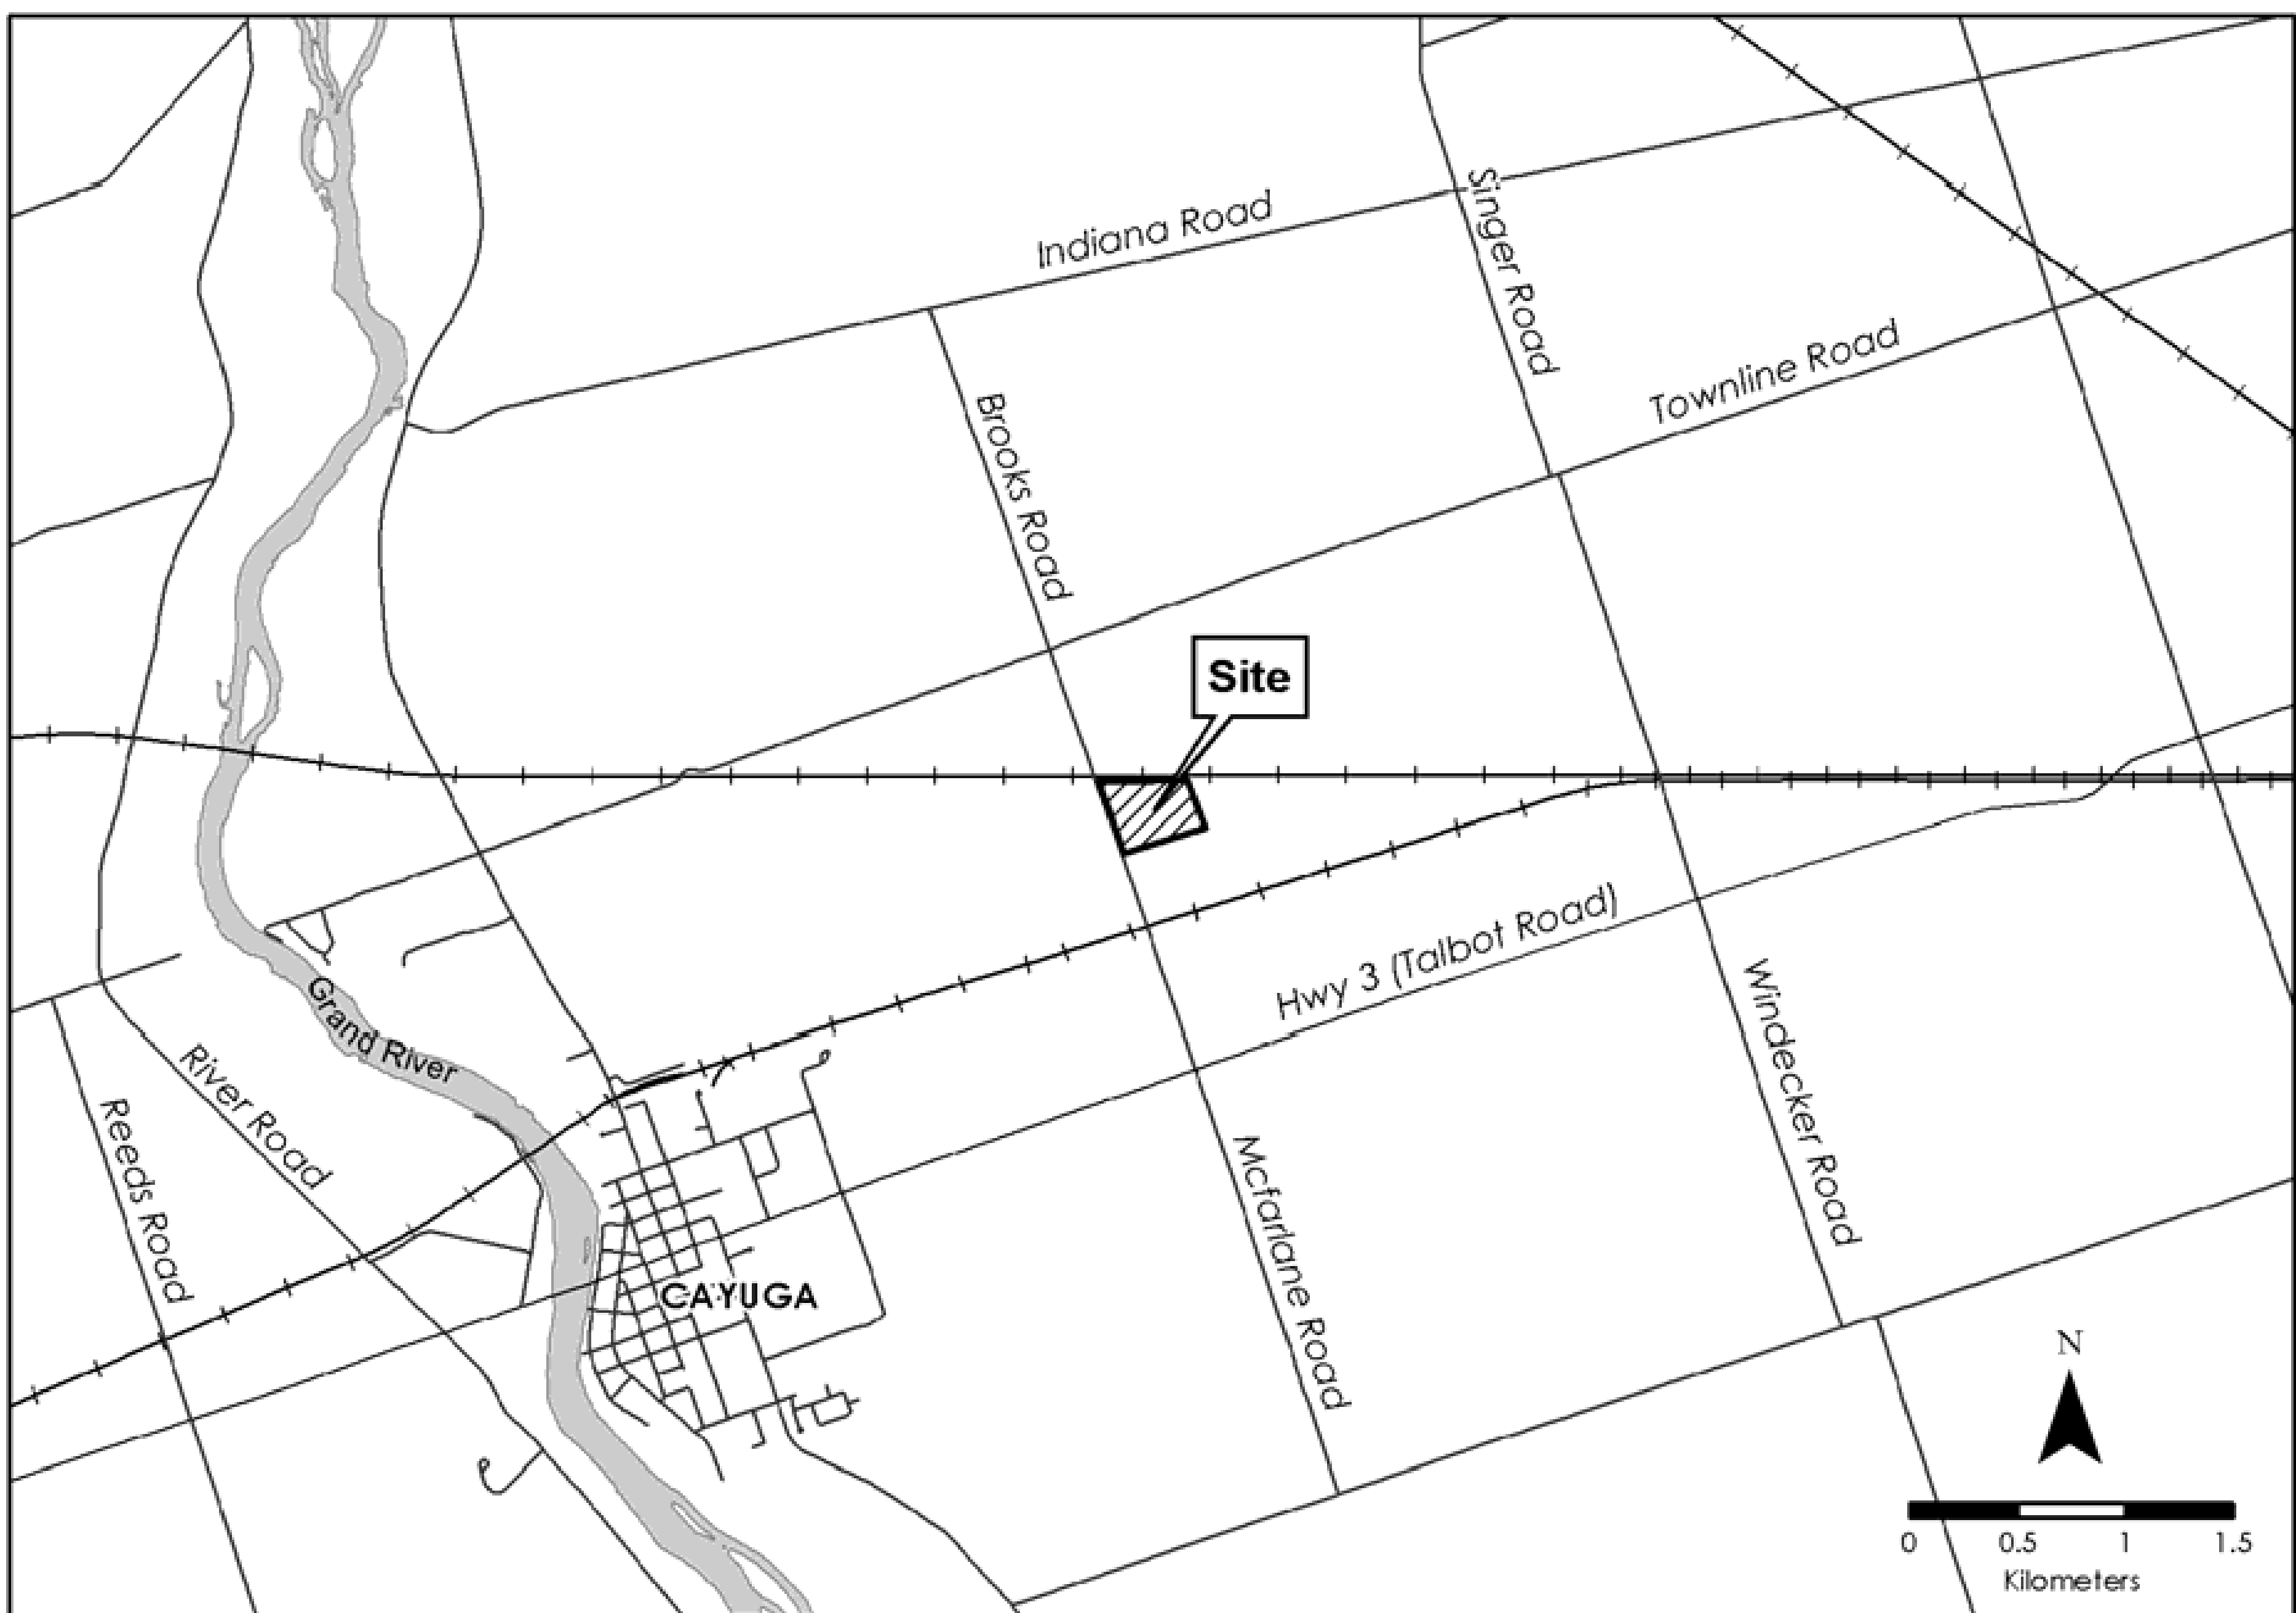 Indiana Road
Singer Road
Townline Road
Brooks Road
Site
Hwy 3 (Talbot Road)
Grand River
River Road
Reeds Road
Windecker Road
Mcfarlane Road
CAYUGA
N
0 0.5 1 1.5
Kilometers